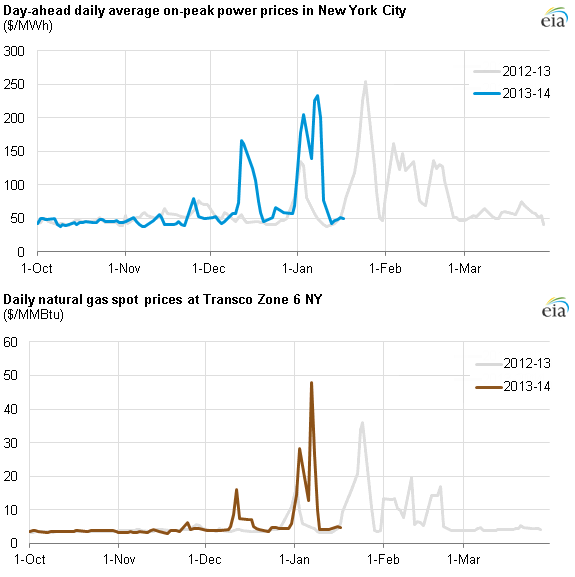 Day-ahead daily average on-peak power prices in New York City
($/MWh)
eia
300
250
200
150
100
50
0
2012-13
2013-14
1-Oct 1-Nov 1-Dec 1-Jan 1-Feb 1-Mar
Daily natural gas spot prices at Transco Zone 6 NY
($/MMBtu)
eia
60
50
40
30
20
10
0
2012-13
2013-14
1-Oct 1-Nov 1-Dec 1-Jan 1-Feb 1-Mar